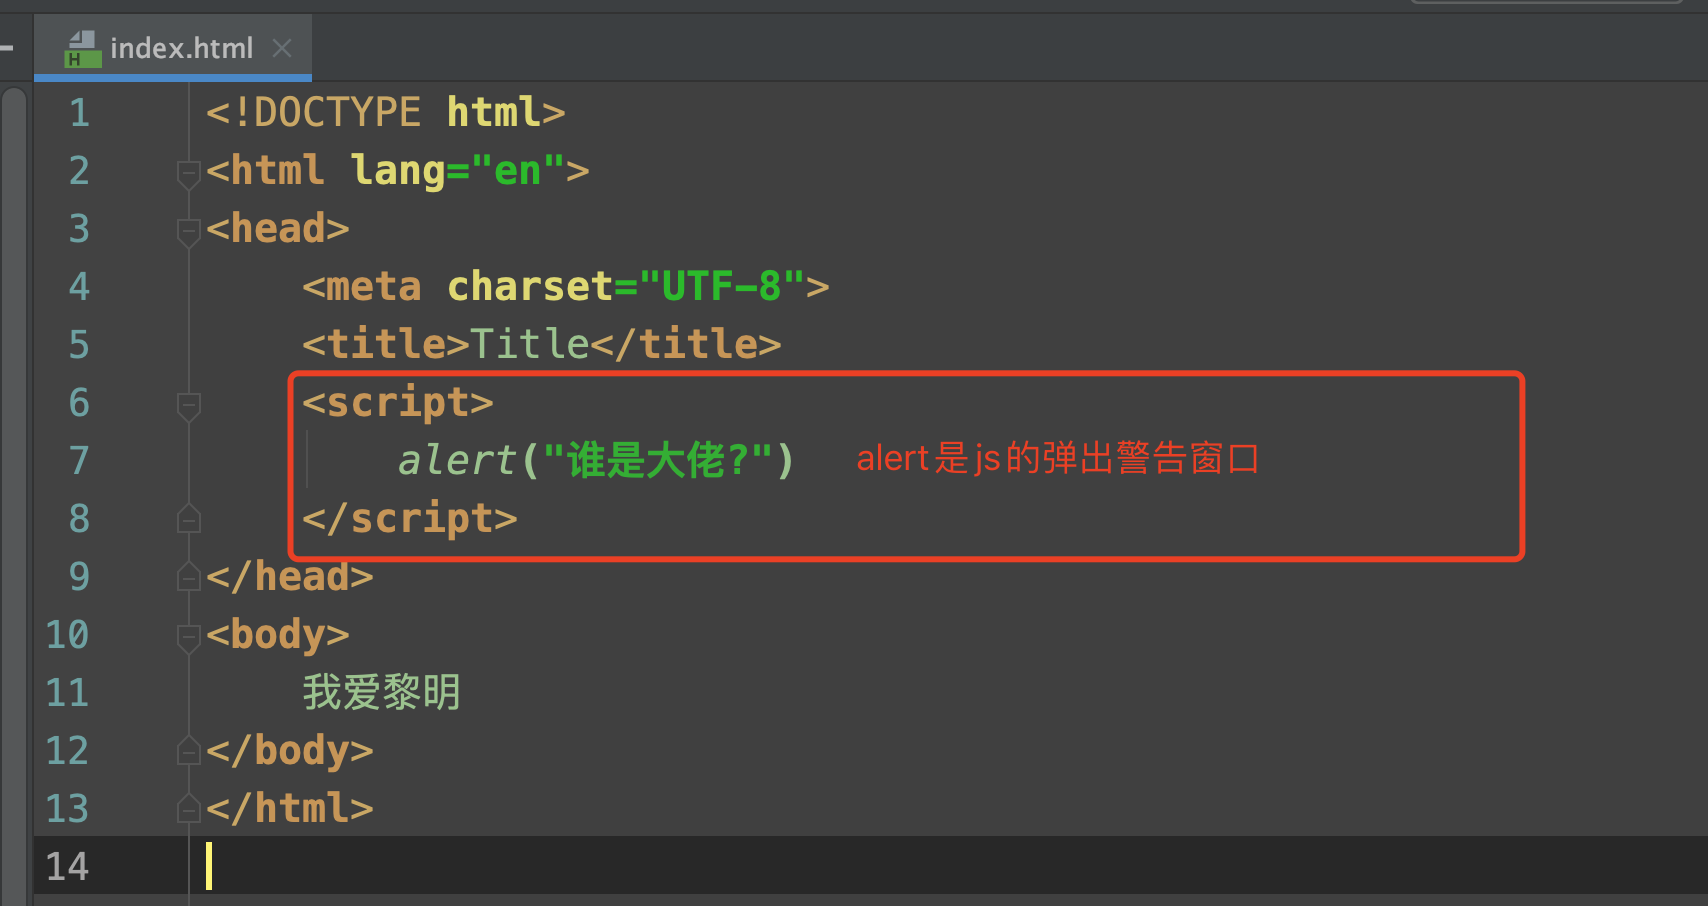 index.html
1 <!DOCTYPE html>
2 <html lang="en">
3 <head>
4 <meta charset="UTF-8">
5 <title>Title</title>
6 <script>
7 alert("谁是大佬?") alert是js的弹出警告窗口
8 </script>
9 </head>
10 <body>
11 我爱黎明
12 </body>
13 </html>
14